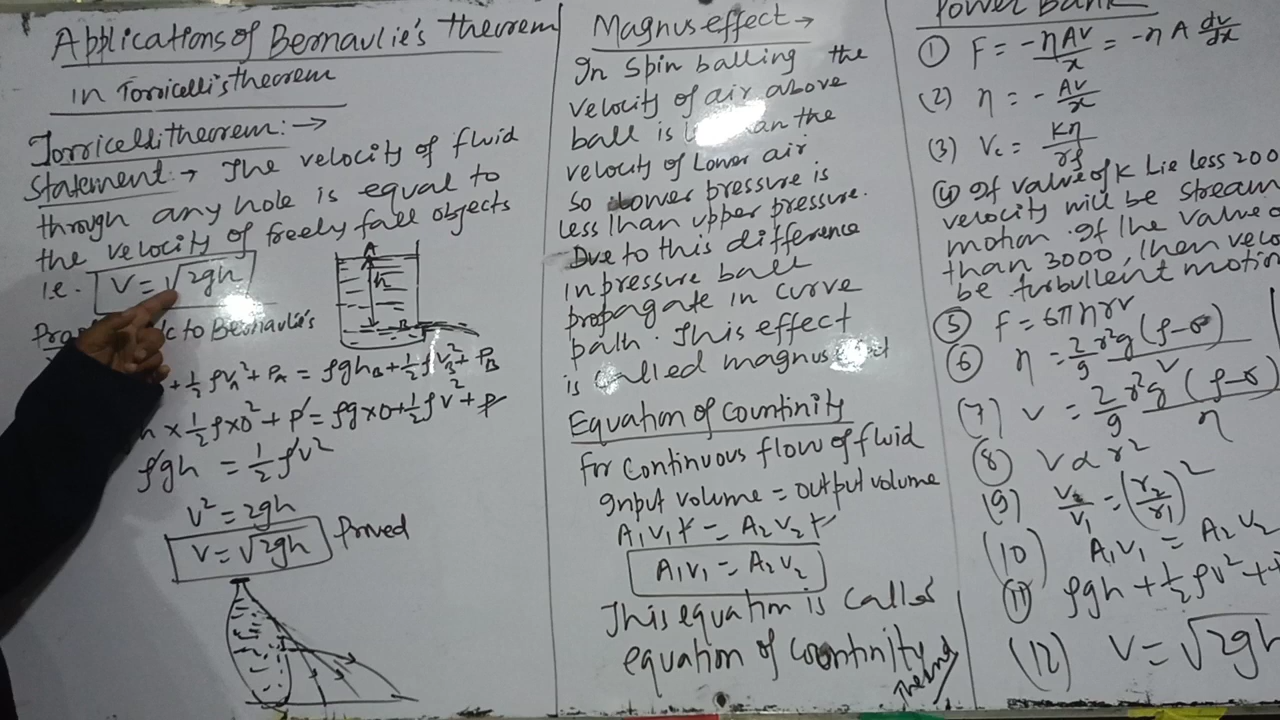 Applications of Bernaulie's theorem
in Torricelli's theorem
Torricelli theorem: →
Statement: → The velocity of fluid
through any hole is equal to
the velocity of freely fall objects
i.e. V = √2gh
A
h
B
to Bernaulie's
+ 1/2 ρv_A² + P_A = ρgh_B + 1/2 ρv_B² + P_B
h × 1/2 ρ×0² + P = ρg×0 + 1/2 ρv² + P
ρgh = 1/2 ρv²
v² = 2gh
V = √2gh Proved
Magnus effect →
In Spin balling the
velocity of air above
ball is the
velocity of Lower air
So Lower pressure is
less than upper pressure.
Due to this difference
in pressure ball
propagate in curve
path. This effect
is called magnus
Equation of Countinity
For Continuous flow of fluid
Input volume = output volume
A₁V₁t = A₂V₂t
A₁V₁ = A₂V₂
This equation is called
equation of countinity
Power Bank
(1) F = -ηAV/x = -ηA dv/dx
(2) η = - AV/x
(3) Vc = Kη/rρ
(4) If value of K Lie less 200
velocity will be stream
motion. If the value
than 3000, then velo
be turbullent motion
(5) F = 6πηrv
(6) η = 2/9 r²g(ρ-σ)/V
(7) V = 2/9 r²g(ρ-σ)/η
(8) V ∝ r²
(9) V₂/V₁ = (r₂/r₁)²
(10) A₁V₁ = A₂V₂
(11) ρgh + 1/2 ρv² +
(12) V = √2gh